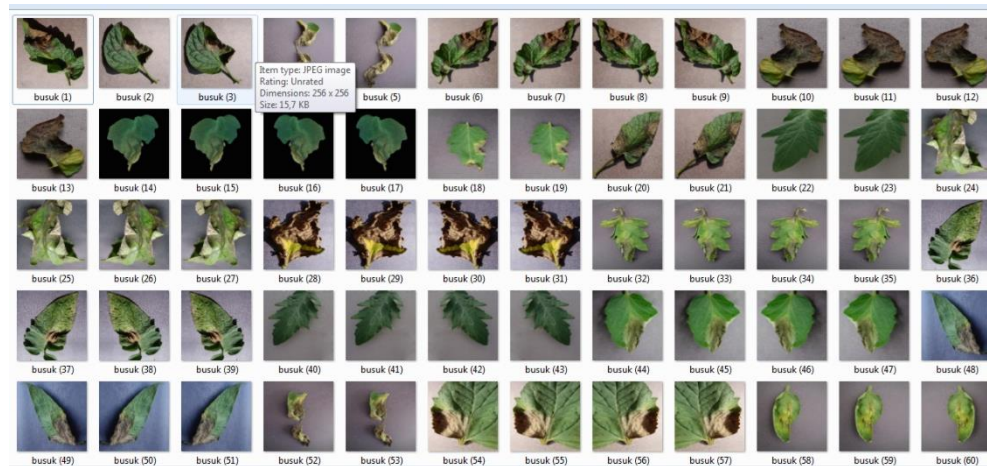 busuk (1) busuk (2) busuk (3) busuk (5) busuk (6) busuk (7) busuk (8) busuk (9) busuk (10) busuk (11) busuk (12)
Item type: JPEG image
Rating: Unrated
Dimensions: 256 x 256
Size: 15,7 KB
busuk (13) busuk (14) busuk (15) busuk (16) busuk (17) busuk (18) busuk (19) busuk (20) busuk (21) busuk (22) busuk (23) busuk (24)
busuk (25) busuk (26) busuk (27) busuk (28) busuk (29) busuk (30) busuk (31) busuk (32) busuk (33) busuk (34) busuk (35) busuk (36)
busuk (37) busuk (38) busuk (39) busuk (40) busuk (41) busuk (42) busuk (43) busuk (44) busuk (45) busuk (46) busuk (47) busuk (48)
busuk (49) busuk (50) busuk (51) busuk (52) busuk (53) busuk (54) busuk (55) busuk (56) busuk (57) busuk (58) busuk (59) busuk (60)